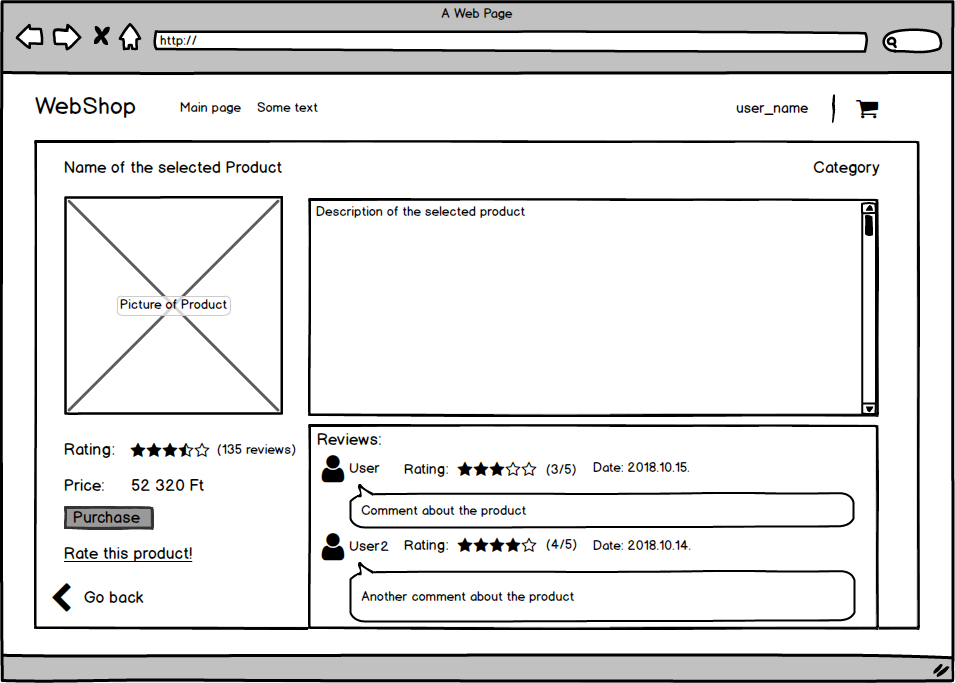 A Web Page
http://
WebShop
Main page
Some text
user_name
Name of the selected Product
Category
Picture of Product
Description of the selected product
Rating: (135 reviews)
Price: 52 320 Ft
Purchase
Rate this product!
Go back
Reviews:
User Rating: (3/5) Date: 2018.10.15.
Comment about the product
User2 Rating: (4/5) Date: 2018.10.14.
Another comment about the product